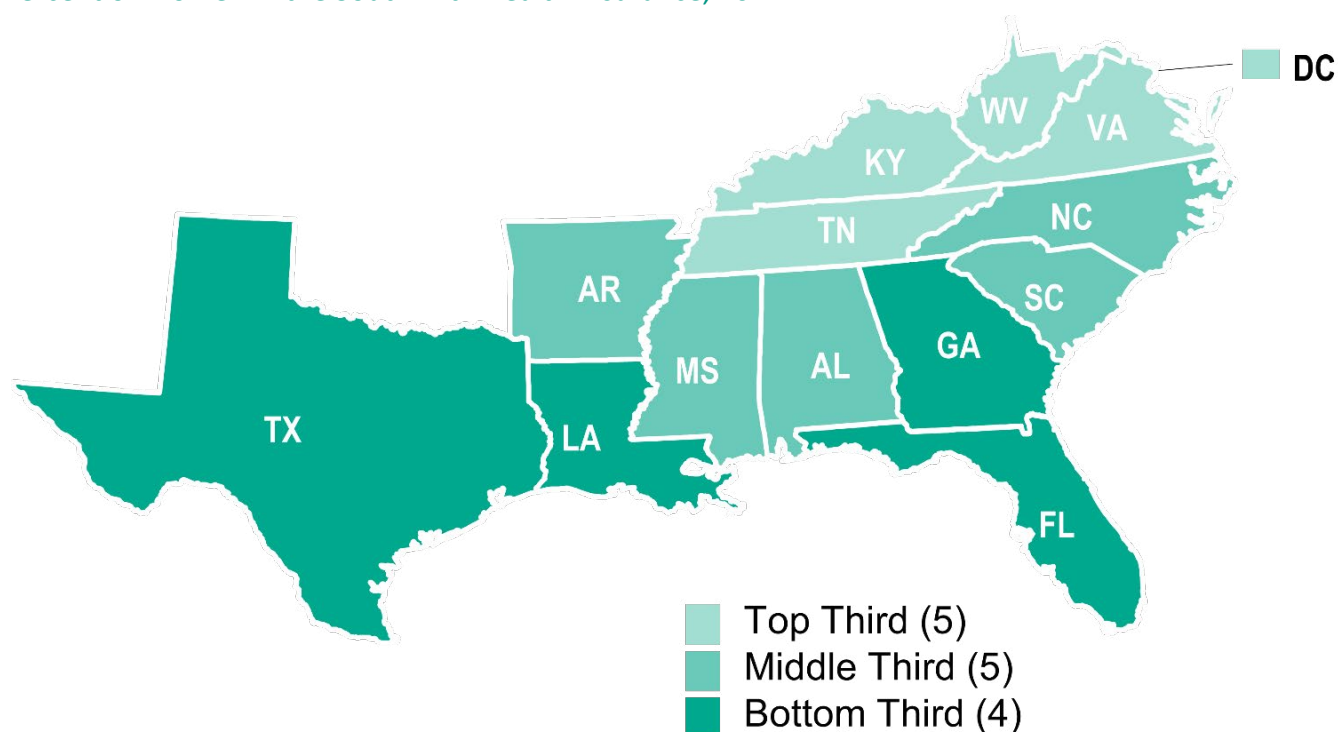 DC
WV
VA
KY
NC
TN
AR
SC
GA
MS
AL
TX
LA
FL
Top Third (5)
Middle Third (5)
Bottom Third (4)